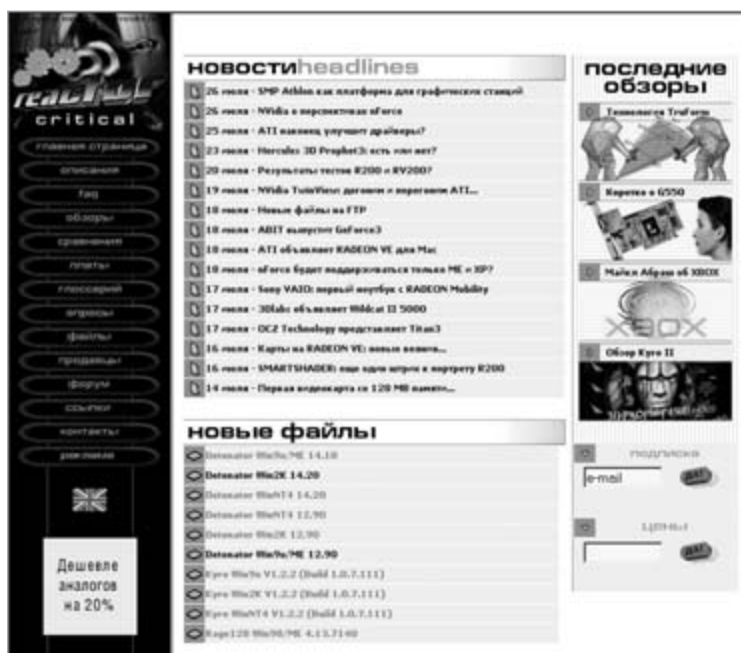 reactor
critical
главная страница
описания
faq
обзоры
сравнения
платы
глоссарий
опросы
файлы
продавцы
форум
ссылки
контакты
реклама
Дешевле
аналогов
на 20%
новостиheadlines
26 июля - SMP Athlon как платформа для графических станций
26 июля - NVidia о перспективах nForce
25 июля - ATI наконец улучшит драйверы?
23 июля - Hercules 3D Prophet3: есть или нет?
20 июля - Результаты тестов R200 и RV200?
19 июля - NVidia TwinView: догоним и перегоним ATI...
18 июля - Новые файлы на FTP
18 июля - ABIT выпустит GeForce3
18 июля - ATI объявляет RADEON VE для Mac
18 июля - nForce будет поддерживаться только ME и XP?
17 июля - Sony VAIO: первый ноутбук с RADEON Mobility
17 июля - 3Dlabs объявляет Wildcat II 5000
17 июля - OCZ Technology представляет Titan3
16 июля - Карты на RADEON VE: новые
16 июля - SMARTSHADER: еще один штрих к портрету R200
14 июля - Первая видеокарта со 128 MB памяти...
новые файлы
Detonator Win9x/ME 14.10
Detonator Win2K 14.20
Detonator WinNT4 14.20
Detonator WinNT4 12.90
Detonator Win2K 12.90
Detonator Win9x/ME 12.90
Kyro Win9x V1.2.2 (Build 1.0.7.111)
Kyro Win2K V1.2.2 (Build 1.0.7.111)
Kyro WinNT4 V1.2.2 (Build 1.0.7.111)
Rage128 Win98/ME 4.13.7140
последние
обзоры
Технология TruForm
Коротко о G550
Майкл Абраш об XBOX
XBOX
Обзор Kyro II
подписка
e-mail
цены